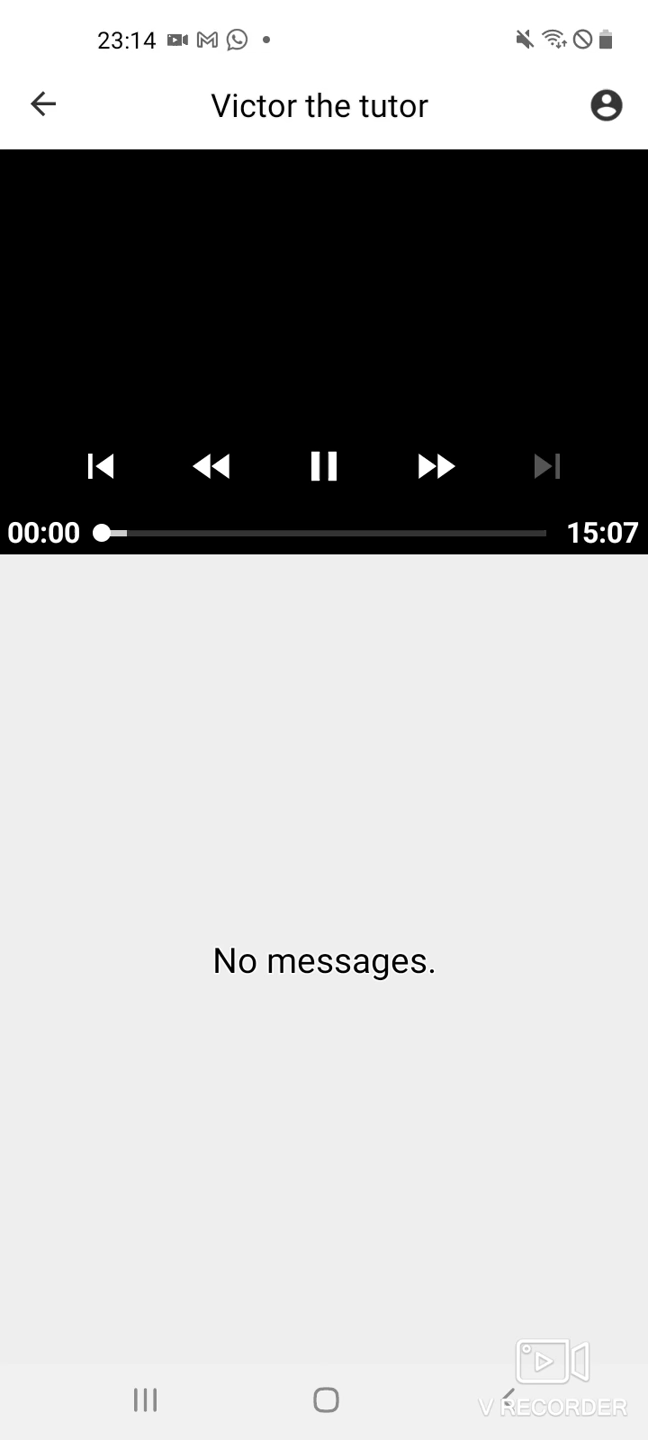 23:14
Victor the tutor
00:00 15:07
No messages.
V RECORDER